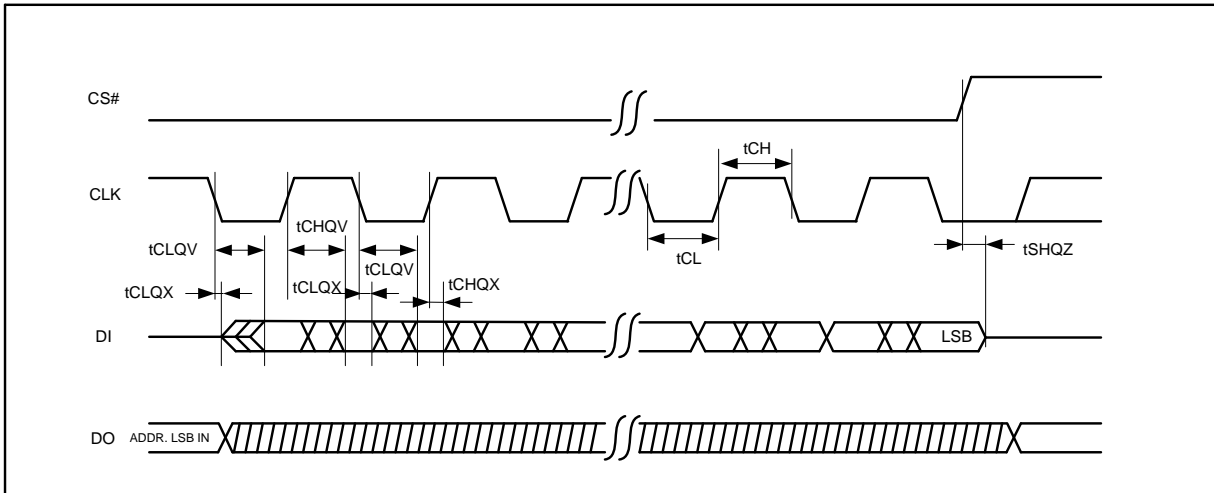 CS#
tCH
CLK
tCHQV
tCLQV
tCLQV
tCL
tSHQZ
tCLQX
tCLQX
tCHQX
DI
LSB
DO
ADDR. LSB IN